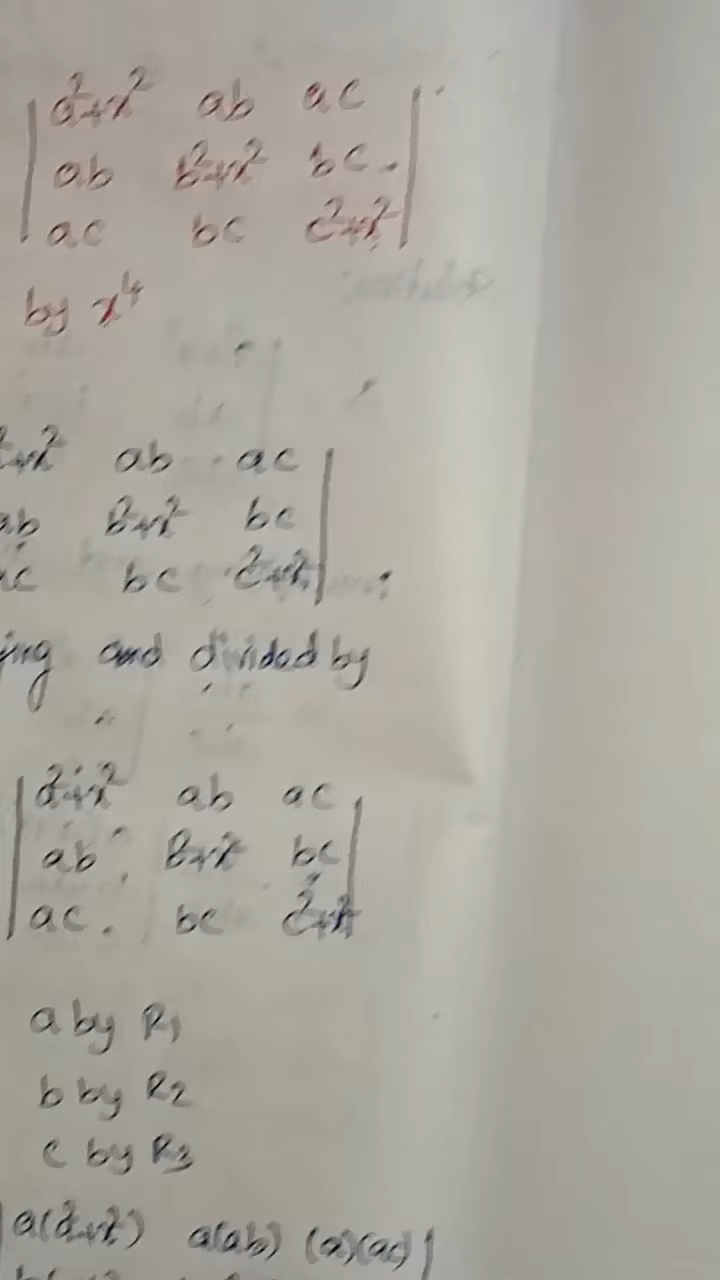 | a²+x² ab ac |
| ab b²+x² bc |
| ac bc c²+x² |
by x⁴
²+x² ab ac |
ab b²+x² bc |
ac bc c²+x² |
ing and divided by
| a²+x² ab ac |
| ab b²+x² bc |
| ac. bc c²+x² |
a by R₁
b by R₂
c by R₃
| a(a²+x²) a(ab) (a)(ac) |